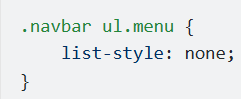 .navbar ul.menu {
    list-style: none;
}